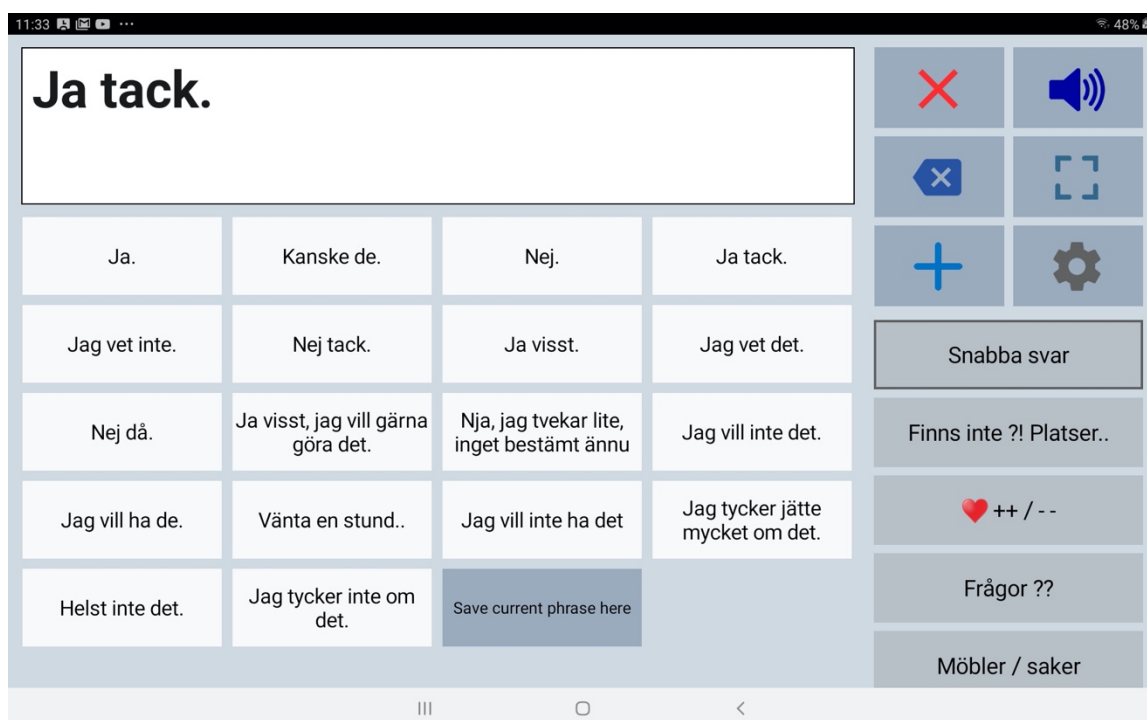 11:33
48%
Ja tack.
Ja.
Kanske de.
Nej.
Ja tack.
Jag vet inte.
Nej tack.
Ja visst.
Jag vet det.
Nej då.
Ja visst, jag vill gärna
göra det.
Nja, jag tvekar lite,
inget bestämt ännu
Jag vill inte det.
Jag vill ha de.
Vänta en stund..
Jag vill inte ha det
Jag tycker jätte
mycket om det.
Helst inte det.
Jag tycker inte om
det.
Save current phrase here
Snabba svar
Finns inte ?! Platser..
❤️ ++ / - -
Frågor ??
Möbler / saker